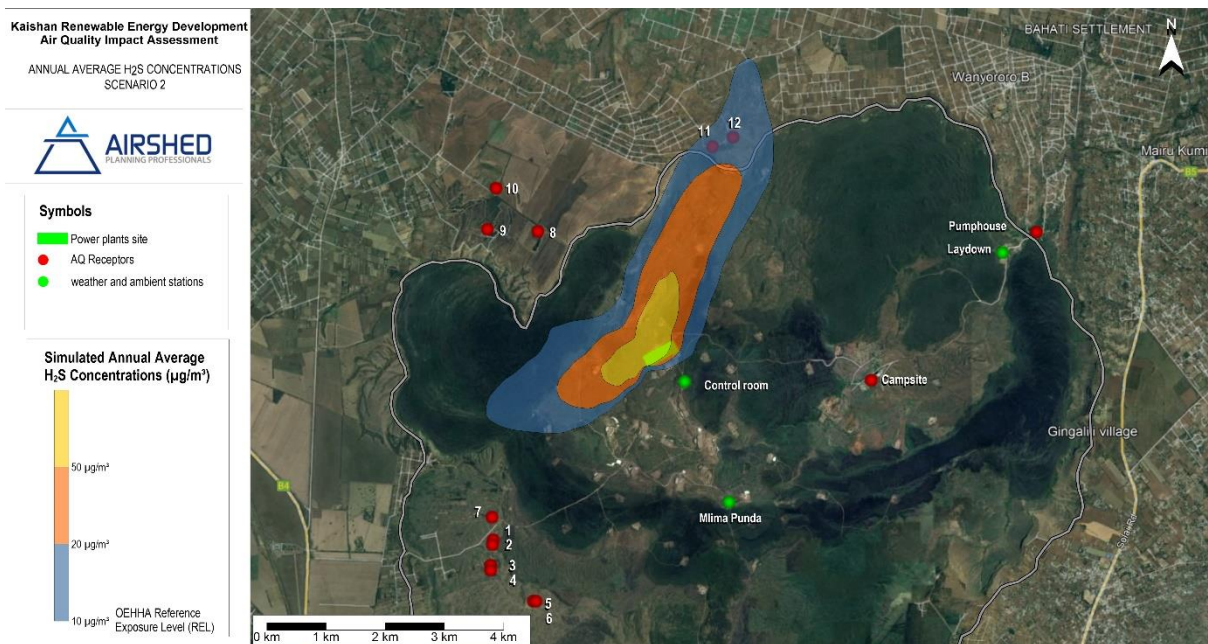 Kaishan Renewable Energy Development
Air Quality Impact Assessment
ANNUAL AVERAGE H₂S CONCENTRATIONS
SCENARIO 2
AIRSHED
PLANNING PROFESSIONALS
Symbols
Power plants site
AQ Receptors
weather and ambient stations
Simulated Annual Average
H₂S Concentrations (µg/m³)
50 µg/m³
20 µg/m³
10 µg/m³
OEHHA Reference
Exposure Level (REL)
BAHATI SETTLEMENT
N
Wanyororo B
12
11
Mairu Kumi
B5
10
9
8
Pumphouse
Laydown
Control room
Campsite
Gingalili village
B4
7
1
2
3
4
5
6
Mlima Punda
Solai Rd
0 km 1 km 2 km 3 km 4 km